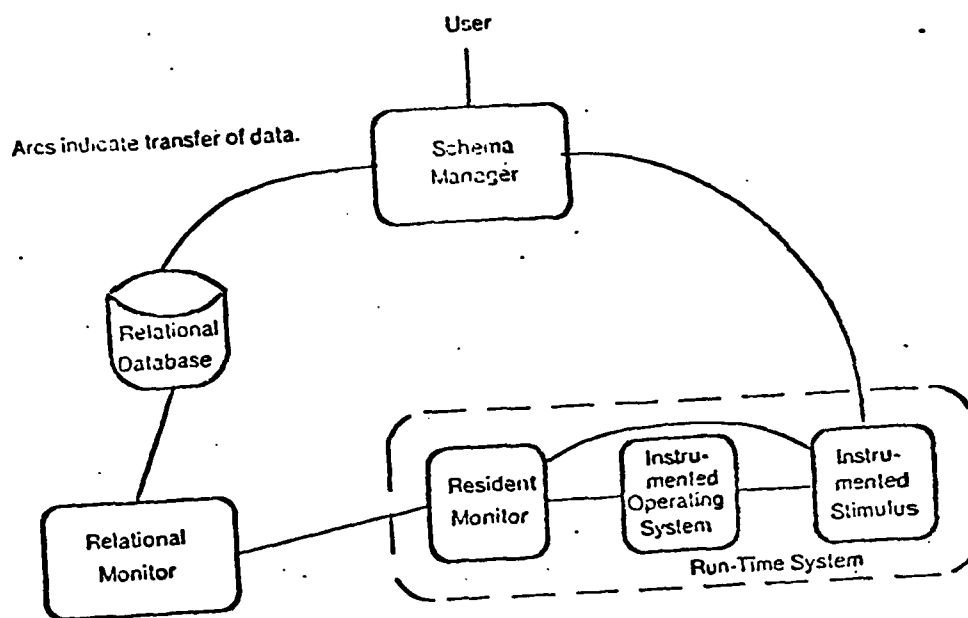 User
Arcs indicate transfer of data.
Schema
Manager
Relational
Database
Relational
Monitor
Resident
Monitor
Instru-
mented
Operating
System
Instru-
mented
Stimulus
Run-Time System